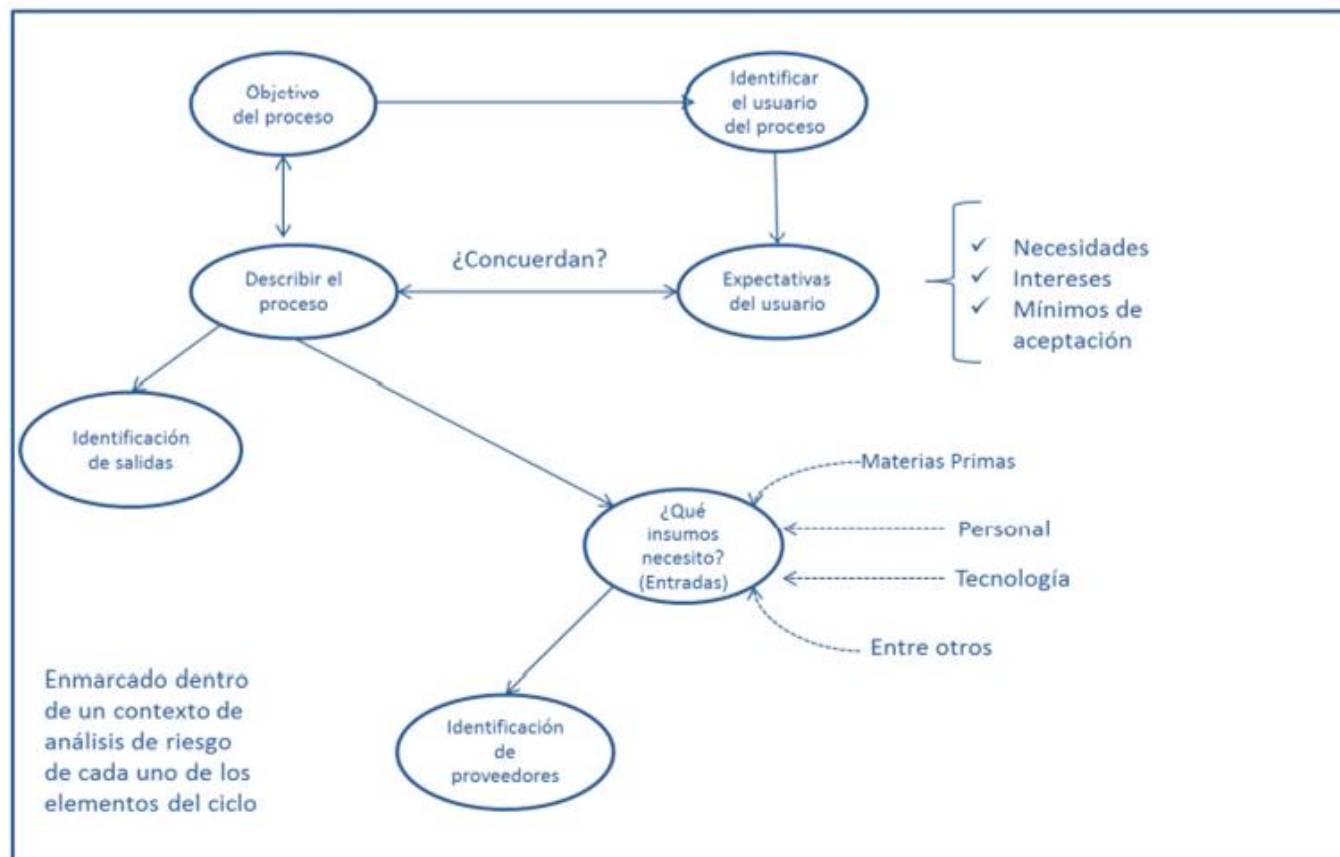 Objetivo
del proceso
Identificar
el usuario
del proceso
¿Concuerdan?
Describir el
proceso
Expectativas
del usuario
✓ Necesidades
✓ Intereses
✓ Mínimos de
aceptación
Identificación
de salidas
Materias Primas
¿Qué
insumos
necesito?
(Entradas)
Personal
Tecnología
Entre otros
Enmarcado dentro
de un contexto de
análisis de riesgo
de cada uno de los
elementos del ciclo
Identificación
de
proveedores